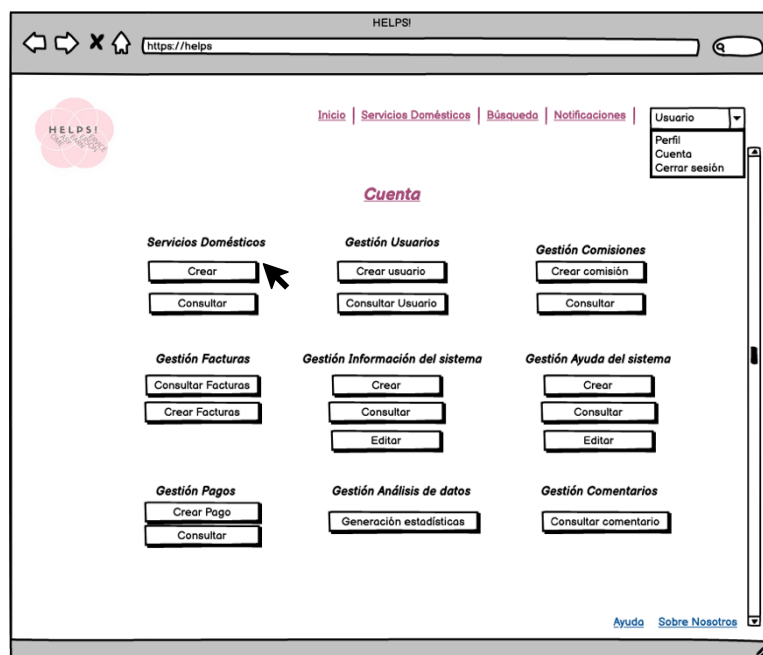 HELPS!
https://helps
HELPS!
Inicio | Servicios Domésticos | Búsqueda | Notificaciones |
Usuario
Perfil
Cuenta
Cerrar sesión
Cuenta
Servicios Domésticos
Crear
Consultar
Gestión Usuarios
Crear usuario
Consultar Usuario
Gestión Comisiones
Crear comisión
Consultar
Gestión Facturas
Consultar Facturas
Crear Facturas
Gestión Información del sistema
Crear
Consultar
Editar
Gestión Ayuda del sistema
Crear
Consultar
Editar
Gestión Pagos
Crear Pago
Consultar
Gestión Análisis de datos
Generación estadísticas
Gestión Comentarios
Consultar comentario
Ayuda
Sobre Nosotros